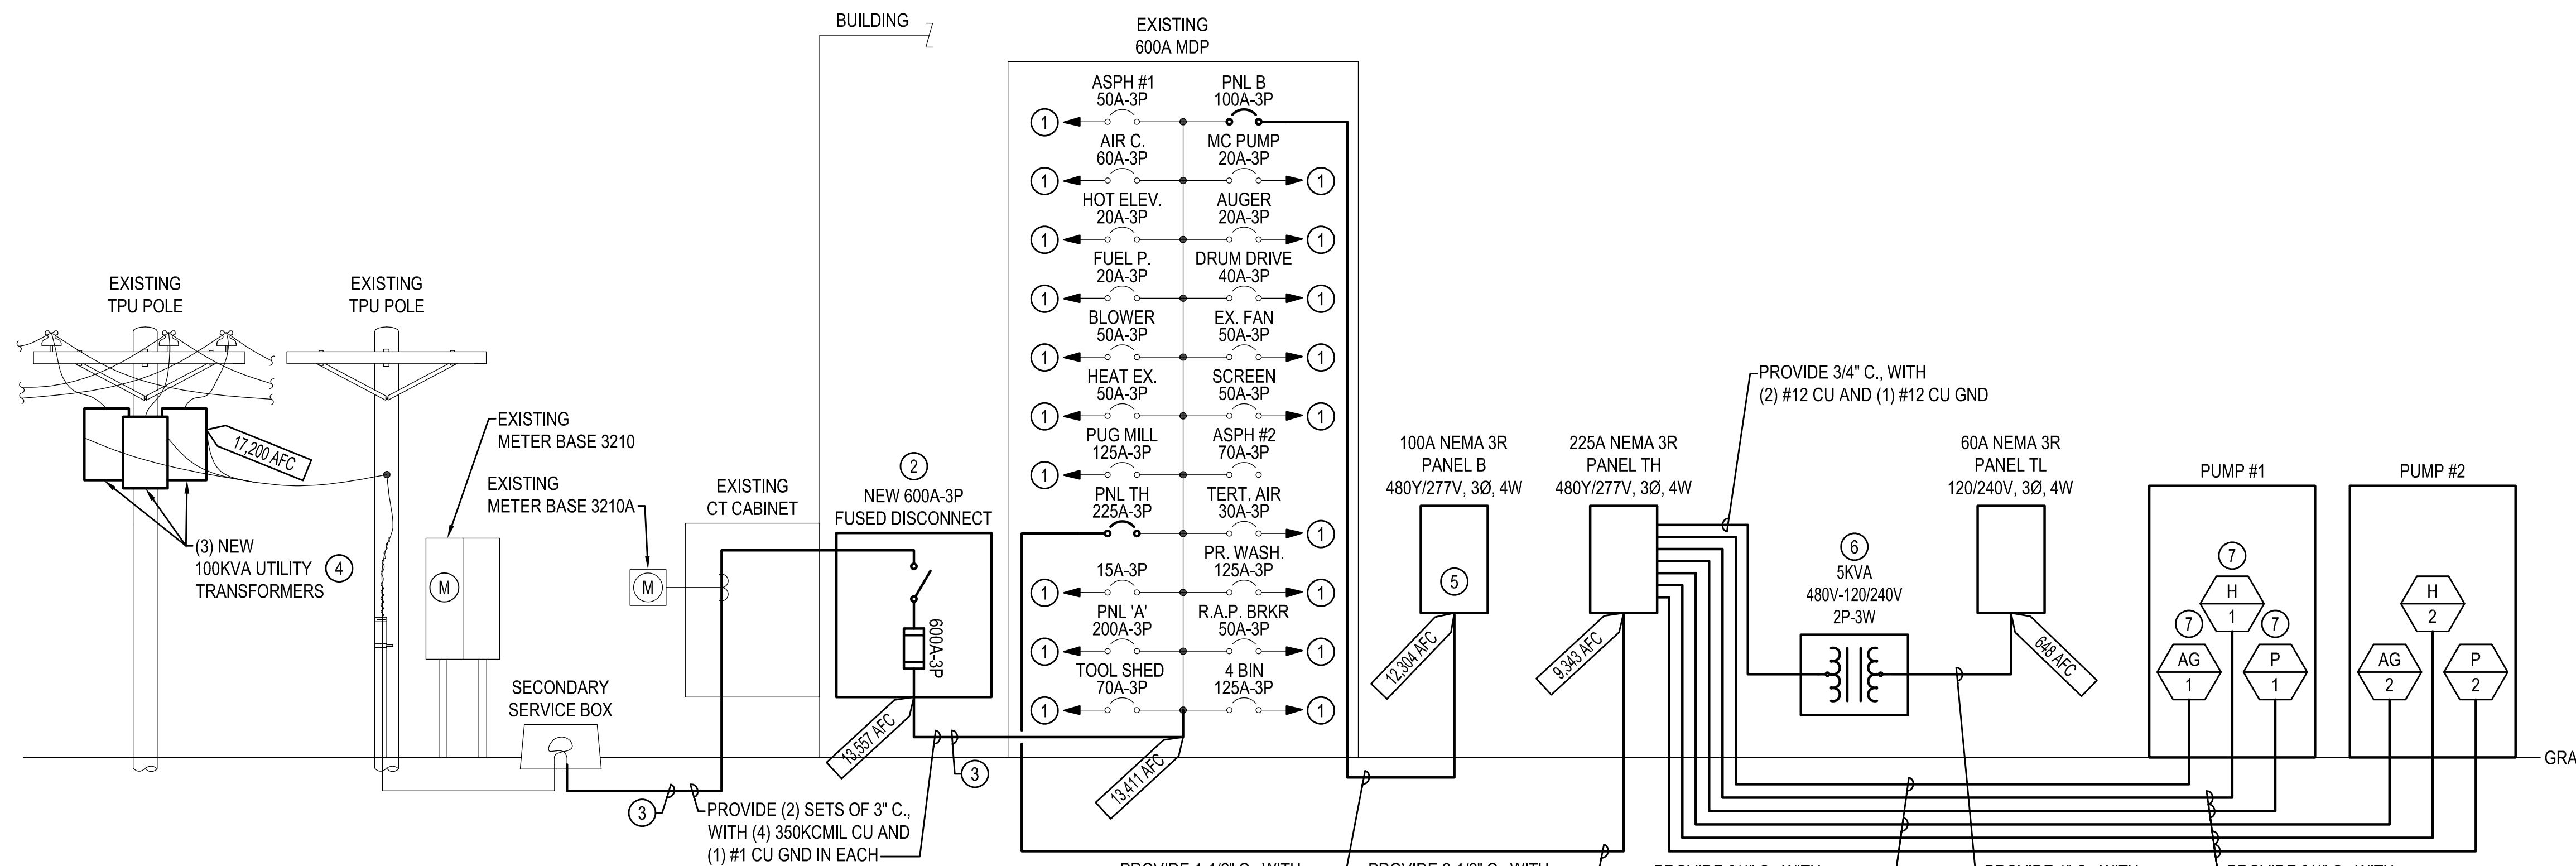 BUILDING
EXISTING
600A MDP
ASPH #1
50A-3P
PNL B
100A-3P
1
AIR C.
60A-3P
MC PUMP
20A-3P
1
1
HOT ELEV.
20A-3P
AUGER
20A-3P
1
1
FUEL P.
20A-3P
DRUM DRIVE
40A-3P
1
1
BLOWER
50A-3P
EX. FAN
50A-3P
1
1
HEAT EX.
50A-3P
SCREEN
50A-3P
1
1
PUG MILL
125A-3P
ASPH #2
70A-3P
1
PNL TH
225A-3P
TERT. AIR
30A-3P
1
15A-3P
PR. WASH.
125A-3P
1
1
PNL 'A'
200A-3P
R.A.P. BRKR
50A-3P
1
1
TOOL SHED
70A-3P
4 BIN
125A-3P
1
1
EXISTING
TPU POLE
EXISTING
TPU POLE
17,200 AFC
(3) NEW
100KVA UTILITY
TRANSFORMERS
4
EXISTING
METER BASE 3210
M
EXISTING
METER BASE 3210A
M
EXISTING
CT CABINET
2
NEW 600A-3P
FUSED DISCONNECT
600A-3P
SECONDARY
SERVICE BOX
13,557 AFC
13,411 AFC
3
3
PROVIDE (2) SETS OF 3" C.,
WITH (4) 350KCMIL CU AND
(1) #1 CU GND IN EACH
100A NEMA 3R
PANEL B
480Y/277V, 3Ø, 4W
5
12,304 AFC
225A NEMA 3R
PANEL TH
480Y/277V, 3Ø, 4W
9,343 AFC
PROVIDE 3/4" C., WITH
(2) #12 CU AND (1) #12 CU GND
6
5KVA
480V-120/240V
2P-3W
60A NEMA 3R
PANEL TL
120/240V, 3Ø, 4W
648 AFC
PUMP #1
7
H
1
7
AG
1
7
P
1
PUMP #2
H
2
AG
2
P
2
GRA